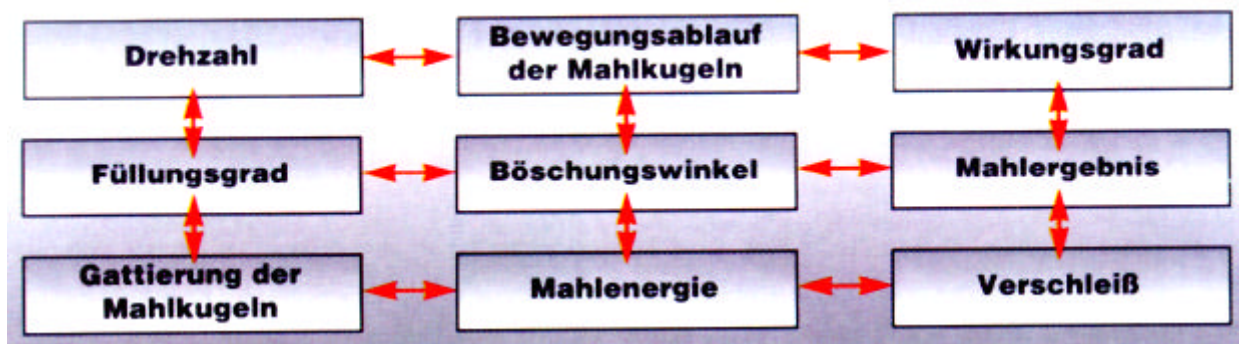 Drehzahl
Bewegungsablauf
der Mahlkugeln
Wirkungsgrad
Füllungsgrad
Böschungswinkel
Mahlergebnis
Gattierung der
Mahlkugeln
Mahlenergie
Verschleiß